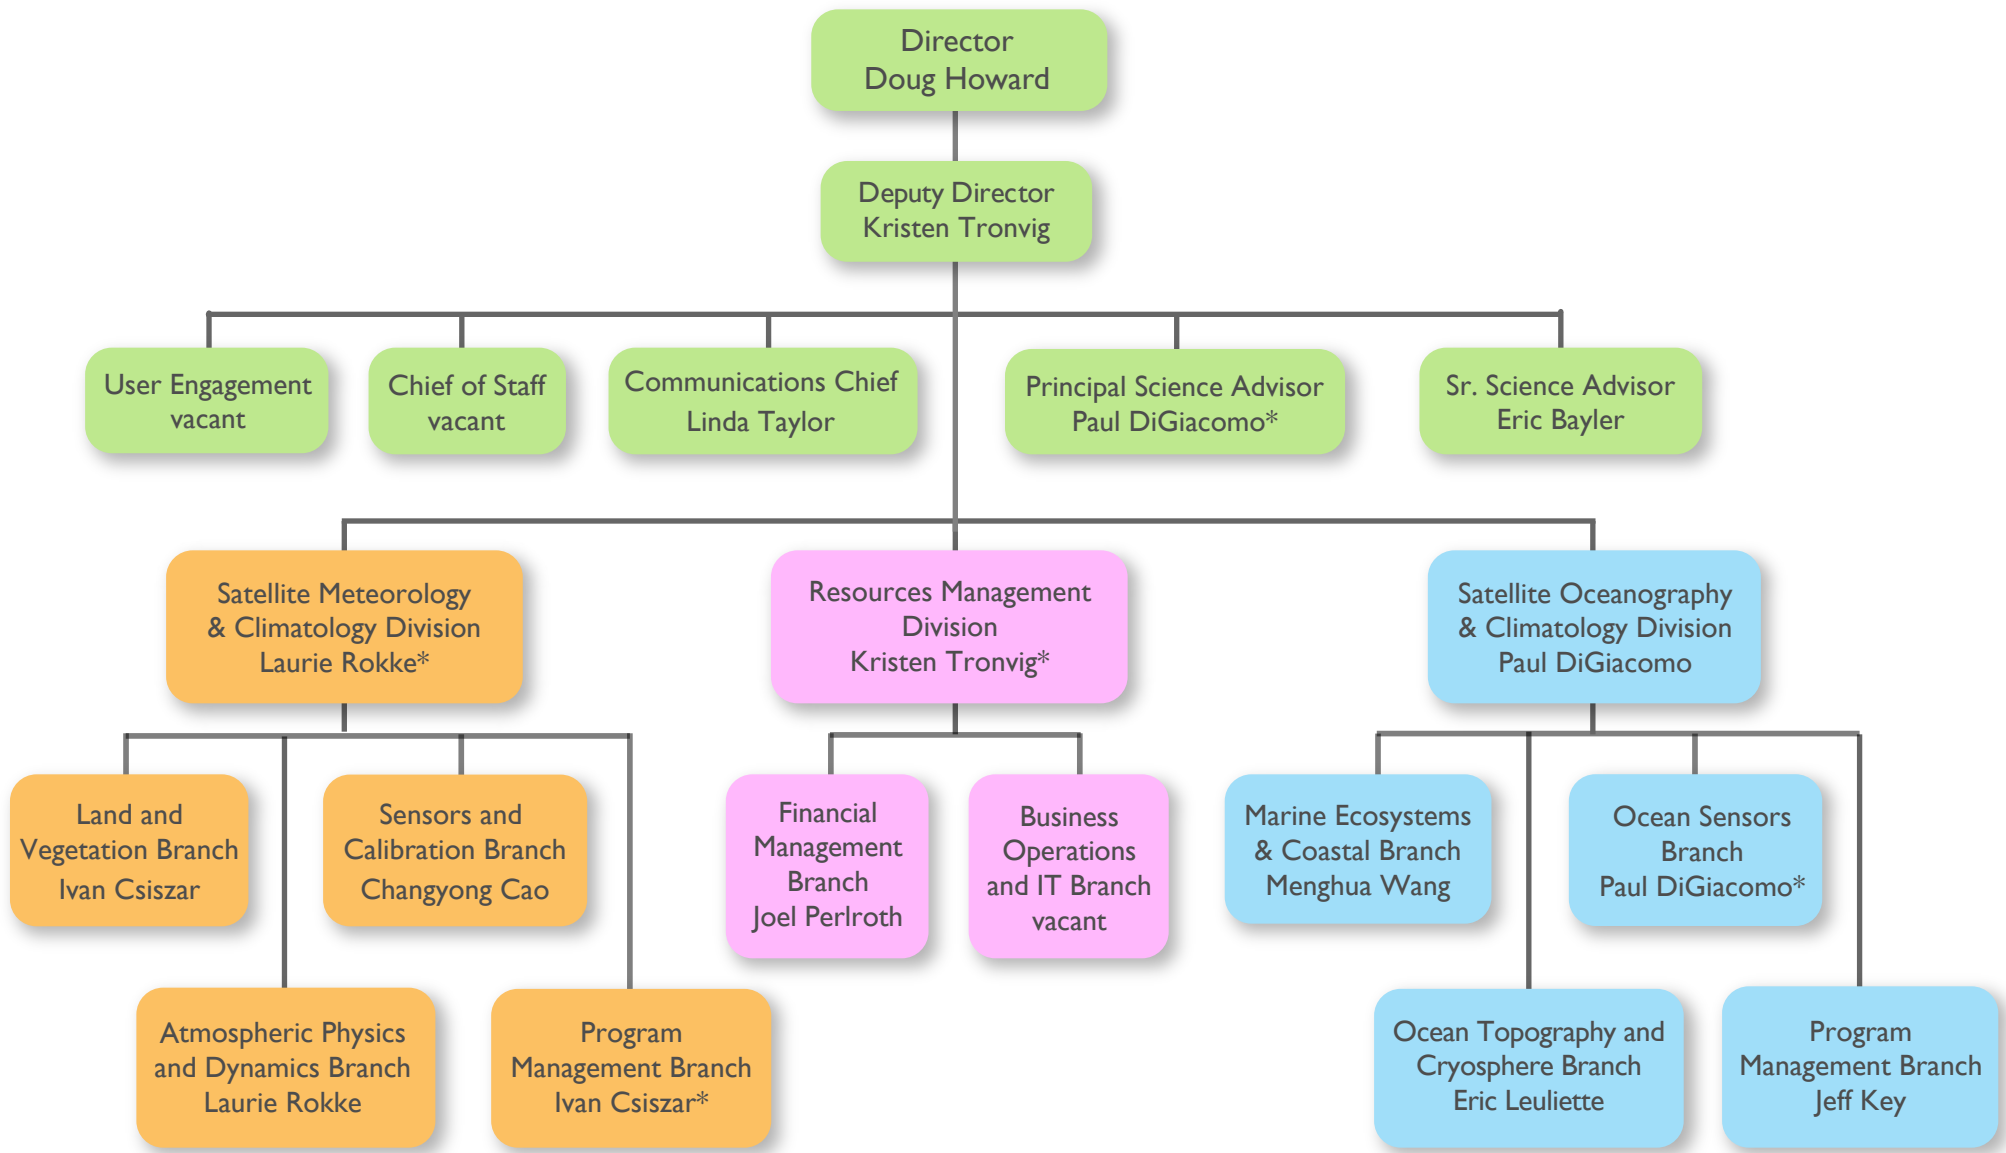 Director
Doug Howard
Deputy Director
Kristen Tronvig
User Engagement
vacant
Chief of Staff
vacant
Communications Chief
Linda Taylor
Principal Science Advisor
Paul DiGiacomo*
Sr. Science Advisor
Eric Bayler
Satellite Meteorology
& Climatology Division
Laurie Rokke*
Resources Management
Division
Kristen Tronvig*
Satellite Oceanography
& Climatology Division
Paul DiGiacomo
Land and
Vegetation Branch
Ivan Csiszar
Sensors and
Calibration Branch
Changyong Cao
Financial
Management
Branch
Joel Perlroth
Business
Operations
and IT Branch
vacant
Marine Ecosystems
& Coastal Branch
Menghua Wang
Ocean Sensors
Branch
Paul DiGiacomo*
Atmospheric Physics
and Dynamics Branch
Laurie Rokke
Program
Management Branch
Ivan Csiszar*
Ocean Topography and
Cryosphere Branch
Eric Leuliette
Program
Management Branch
Jeff Key